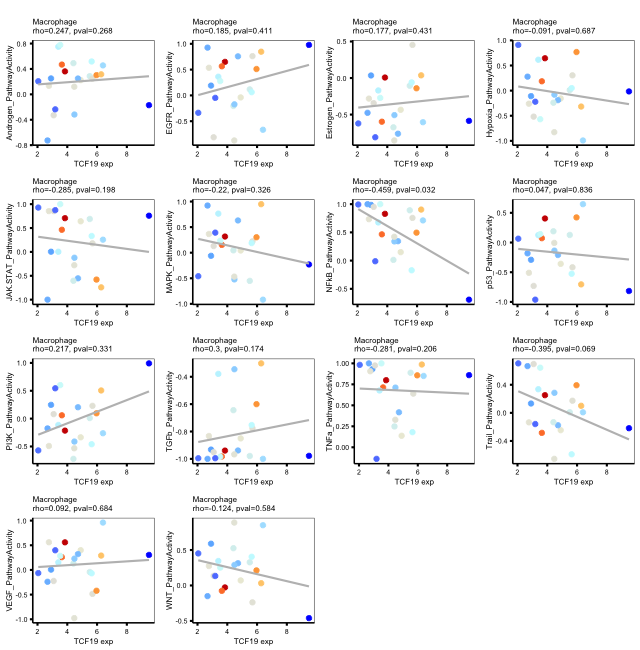 Macrophage
rho=0.247, pval=0.268
Androgen_PathwayActivity
0.8
0.4
0.0
-0.4
-0.8
2 4 6 8
TCF19 exp
Macrophage
rho=0.185, pval=0.411
EGFR_PathwayActivity
1.0
0.5
0.0
-0.5
2 4 6 8
TCF19 exp
Macrophage
rho=0.177, pval=0.431
Estrogen_PathwayActivity
0.5
0.0
-0.5
2 4 6 8
TCF19 exp
Macrophage
rho=-0.091, pval=0.687
Hypoxia_PathwayActivity
1.0
0.5
0.0
-0.5
-1.0
2 4 6 8
TCF19 exp
Macrophage
rho=-0.285, pval=0.198
JAK.STAT_PathwayActivity
1.0
0.5
0.0
-0.5
-1.0
2 4 6 8
TCF19 exp
Macrophage
rho=-0.22, pval=0.326
MAPK_PathwayActivity
1.0
0.5
0.0
-0.5
-1.0
2 4 6 8
TCF19 exp
Macrophage
rho=-0.459, pval=0.032
NFkB_PathwayActivity
1.0
0.5
0.0
-0.5
2 4 6 8
TCF19 exp
Macrophage
rho=0.047, pval=0.836
p53_PathwayActivity
0.5
0.0
-0.5
-1.0
2 4 6 8
TCF19 exp
Macrophage
rho=0.217, pval=0.331
PI3K_PathwayActivity
1.0
0.5
0.0
-0.5
2 4 6 8
TCF19 exp
Macrophage
rho=0.3, pval=0.174
TGFb_PathwayActivity
-0.4
-0.6
-0.8
-1.0
2 4 6 8
TCF19 exp
Macrophage
rho=-0.281, pval=0.206
TNFa_PathwayActivity
1.00
0.75
0.50
0.25
0.00
2 4 6 8
TCF19 exp
Macrophage
rho=-0.395, pval=0.069
Trail_PathwayActivity
0.4
0.0
-0.4
2 4 6 8
TCF19 exp
Macrophage
rho=0.092, pval=0.684
VEGF_PathwayActivity
1.0
0.5
0.0
-0.5
-1.0
2 4 6 8
TCF19 exp
Macrophage
rho=-0.124, pval=0.584
WNT_PathwayActivity
0.5
0.0
-0.5
2 4 6 8
TCF19 exp